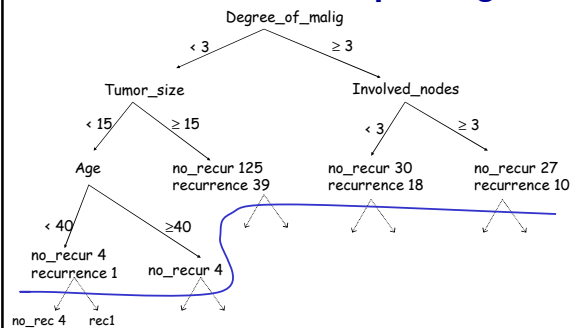 Degree_of_malig
< 3
≥ 3
Tumor_size
Involved_nodes
< 15
≥ 15
< 3
≥ 3
Age
no_recur 125
recurrence 39
no_recur 30
recurrence 18
no_recur 27
recurrence 10
< 40
≥40
no_recur 4
recurrence 1
no_recur 4
no_rec 4
rec1